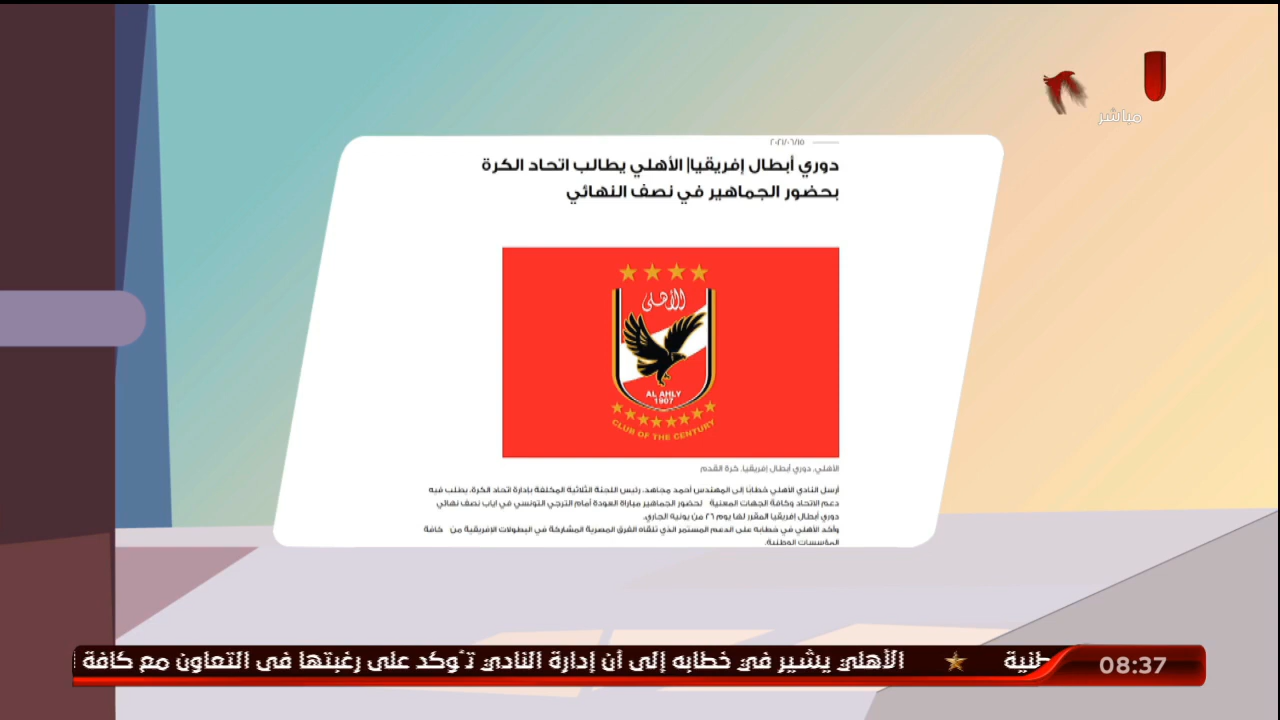 مباشر
٢٠٢١/٠٦/١٥
دوري أبطال إفريقيا| الأهلي يطالب اتحاد الكرة
بحضور الجماهير في نصف النهائي
الأهلي
AL AHLY
1907
CLUB OF THE CENTURY
الأهلي، دوري أبطال إفريقيا، كرة القدم
أرسل النادي الأهلي خطابًا إلى المهندس أحمد مجاهد، رئيس اللجنة الثلاثية المكلفة بإدارة اتحاد الكرة، يطلب فيه
دعم الاتحاد وكافة الجهات المعنية لحضور الجماهير مباراة العودة أمام الترجي التونسي في اياب نصف نهائي
دوري أبطال إفريقيا المقرر لها يوم ٢٦ من يونية الجاري.
وأكد الأهلي في خطابه على الدعم المستمر الذي تلقاه الفرق المصرية المشاركة في البطولات الإفريقية من كافة
المؤسسات الوطنية.
طنية ★ الأهلي يشير في خطابه إلى أن إدارة النادي تؤكد على رغبتها في التعاون مع كافة
08:37